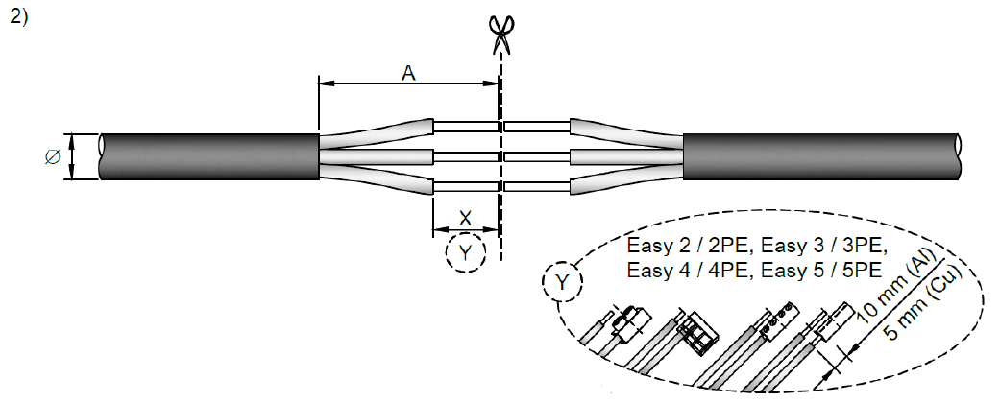 2)
A
Ø
X
Y
Easy 2 / 2PE, Easy 3 / 3PE,
Easy 4 / 4PE, Easy 5 / 5PE
Y
10 mm (Al)
5 mm (Cu)